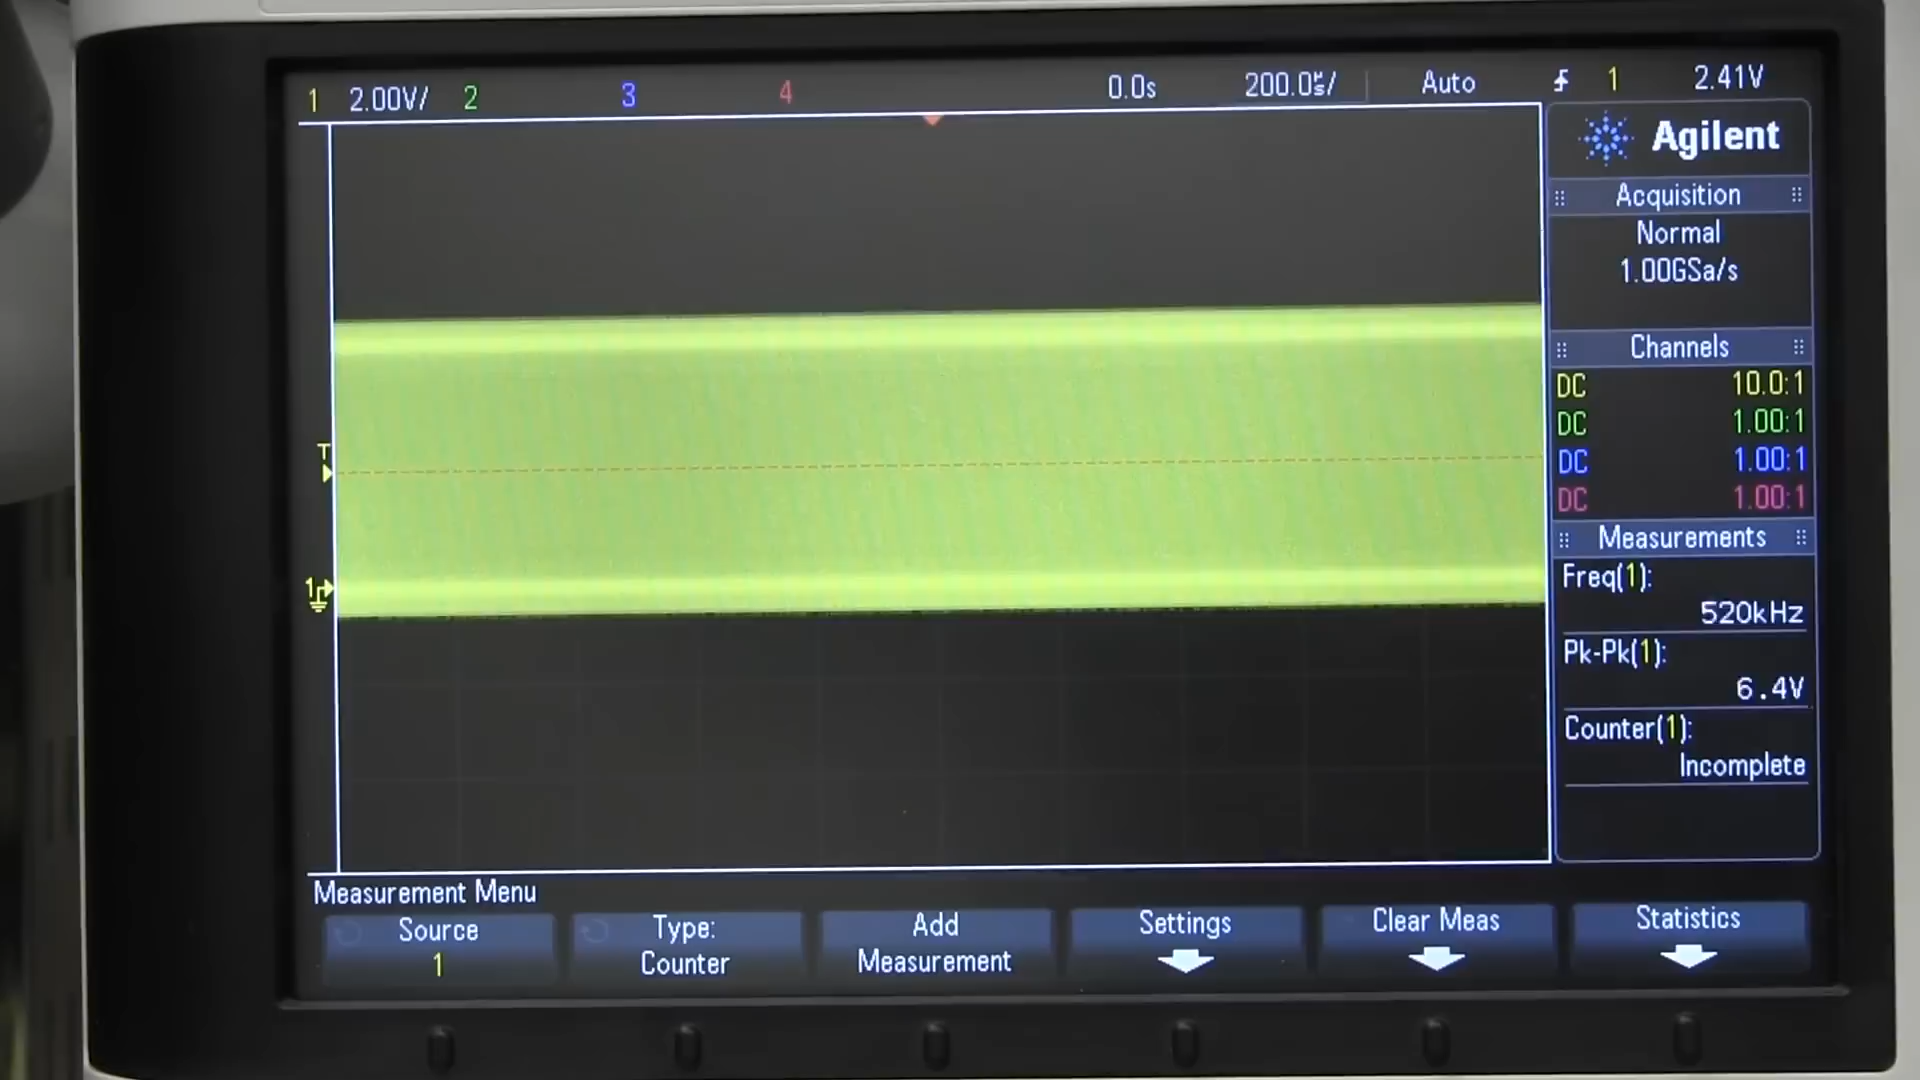 1 2.00V/ 2 3 4 0.0s 200.0µs/ Auto 1 2.41V
Agilent
Acquisition
Normal
1.00GSa/s
Channels
DC 10.0:1
DC 1.00:1
DC 1.00:1
DC 1.00:1
Measurements
Freq(1):
520kHz
Pk-Pk(1):
6.4V
Counter(1):
Incomplete
T
1
Measurement Menu
Source
1
Type:
Counter
Add
Measurement
Settings
Clear Meas
Statistics